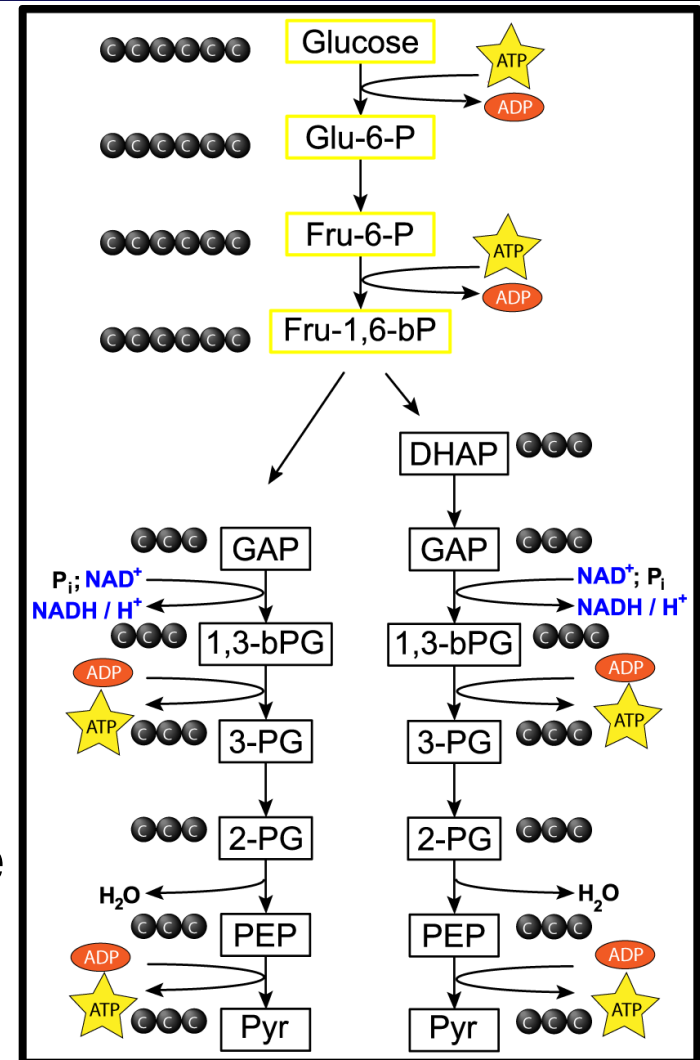 C C C C C C Glucose ATP
ADP
C C C C C C Glu-6-P
C C C C C C Fru-6-P ATP
ADP
C C C C C C Fru-1,6-bP
DHAP C C C
C C C GAP GAP C C C
Pi; NAD+ NAD+; Pi
NADH / H+ NADH / H+
C C C 1,3-bPG 1,3-bPG C C C
ADP ADP
ATP ATP
C C C 3-PG 3-PG C C C
C C C 2-PG 2-PG C C C
e
H2O H2O
C C C PEP PEP C C C
ADP ADP
ATP ATP
C C C Pyr Pyr C C C